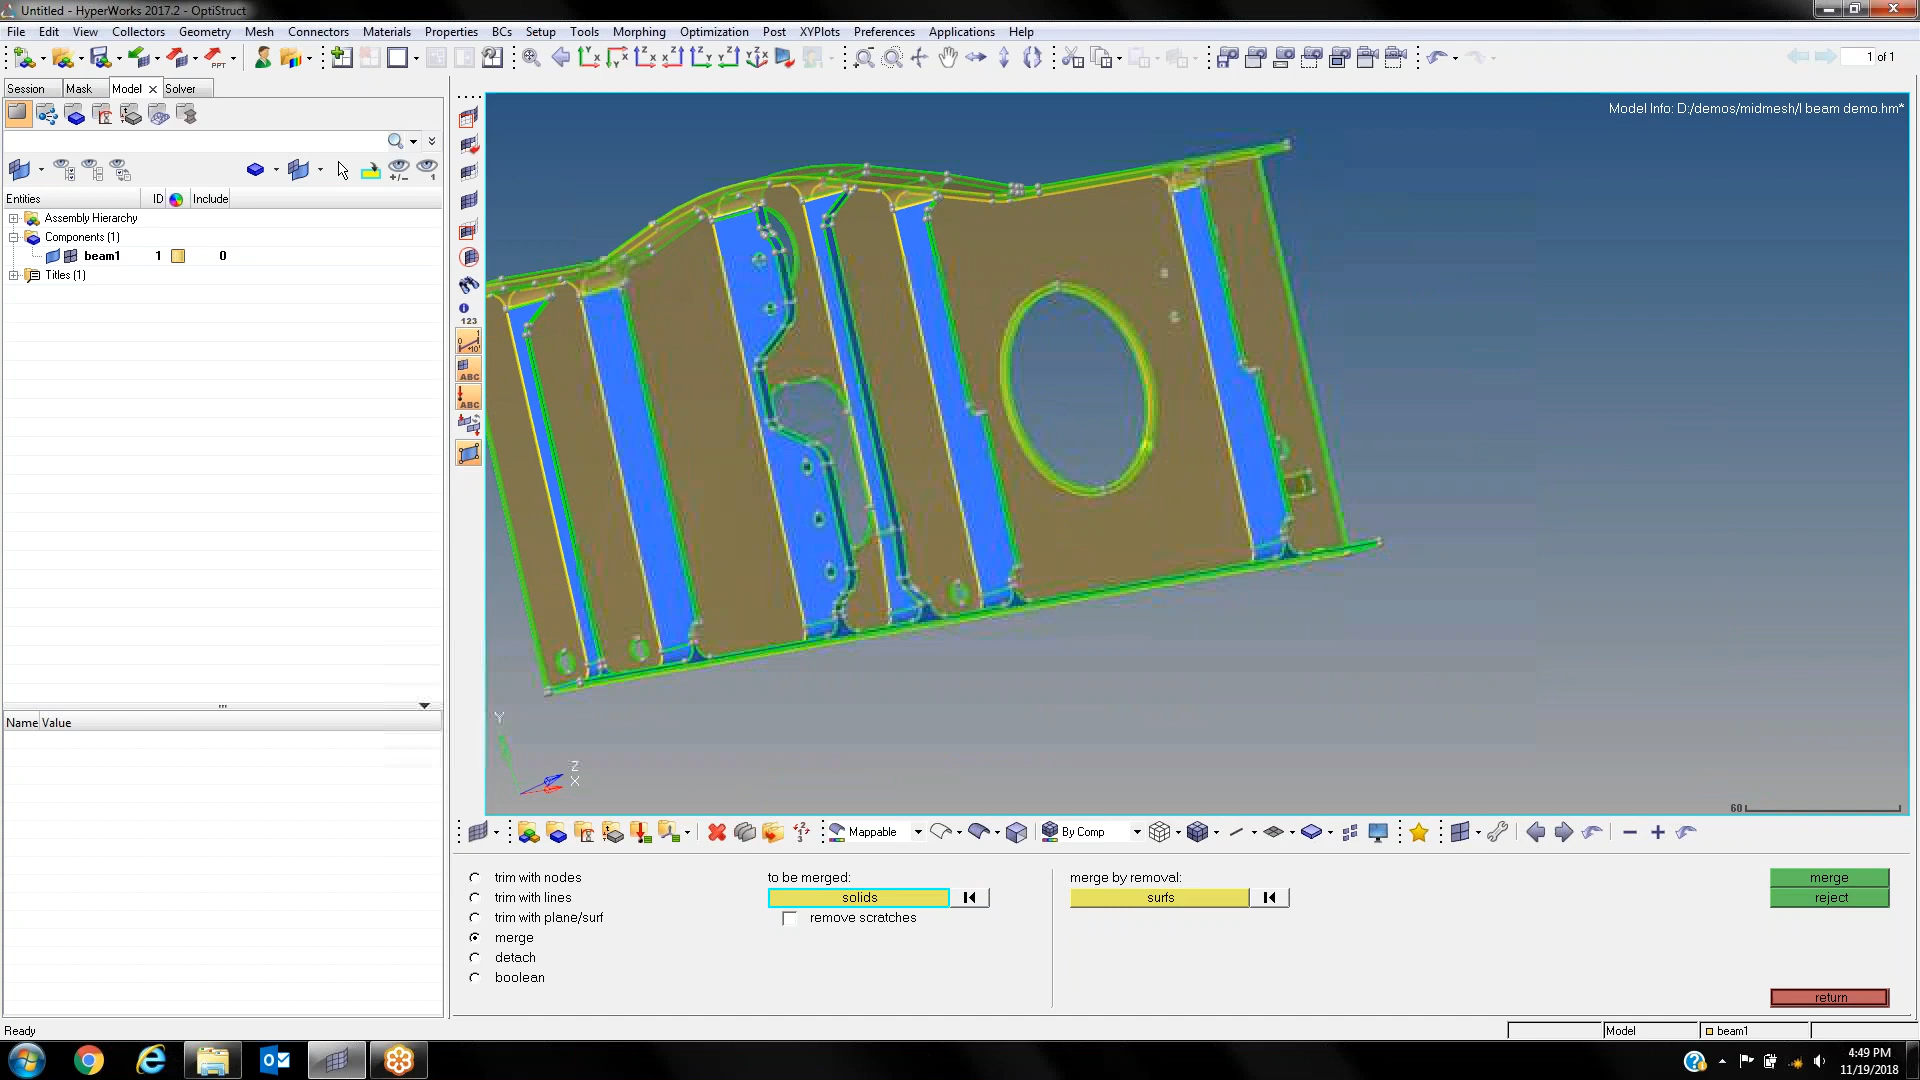 Untitled - HyperWorks 2017.2 - OptiStruct
File Edit View Collectors Geometry Mesh Connectors Materials Properties BCs Setup Tools Morphing Optimization Post XYPlots Preferences Applications Help
1 of 1
Session Mask Model Solver
Model Info: D:/demos/midmesh/I beam demo.hm*
Entities ID Include
Assembly Hierarchy
Components (1)
beam1 1 0
Titles (1)
123
ABC
ABC
Name Value
Y
Z
X
60
Mappable By Comp
trim with nodes
trim with lines
trim with plane/surf
merge
detach
boolean
to be merged:
solids
remove scratches
merge by removal:
surfs
merge
reject
return
Ready Model beam1
4:49 PM
11/19/2018